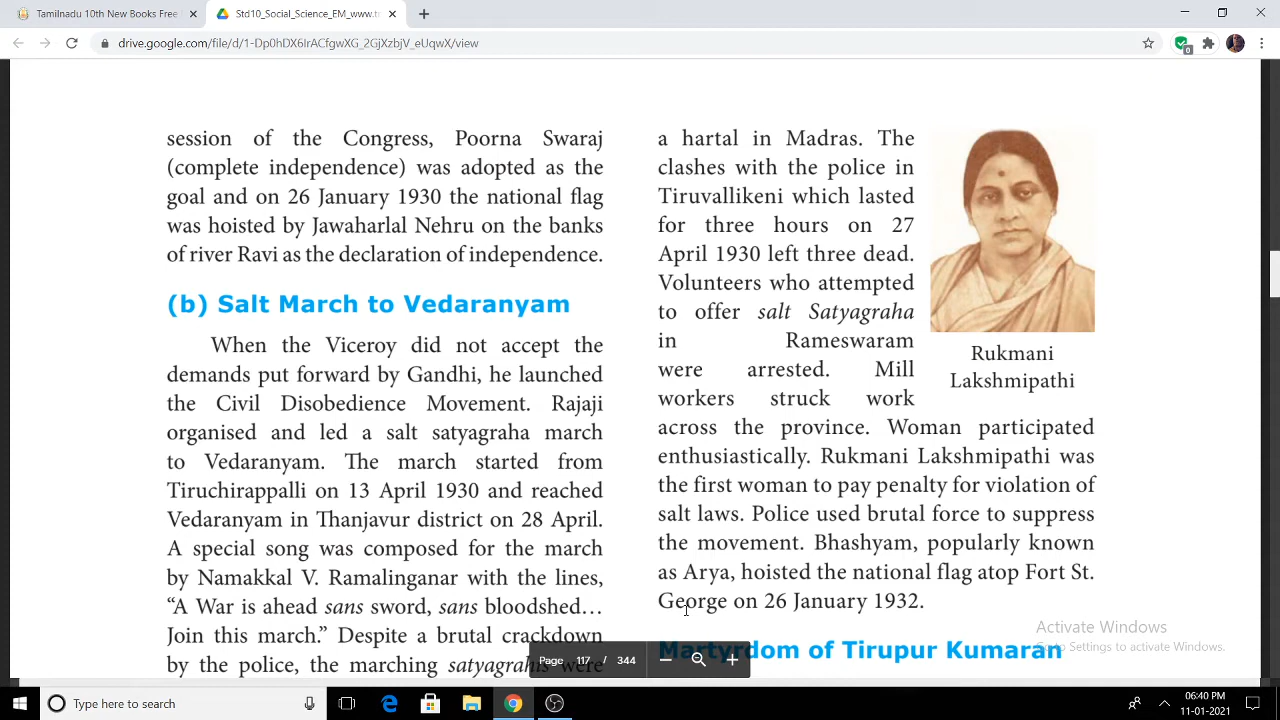 Tamilnadu 10th New Books Free
Std10_Social_Science_EM_www.t
drive.google.com/file/d/1-Dp0hDX6IrACfgwXG_2GjXzbjV_eUqwX/view
session of the Congress, Poorna Swaraj
(complete independence) was adopted as the
goal and on 26 January 1930 the national flag
was hoisted by Jawaharlal Nehru on the banks
of river Ravi as the declaration of independence.
(b) Salt March to Vedaranyam
When the Viceroy did not accept the
demands put forward by Gandhi, he launched
the Civil Disobedience Movement. Rajaji
organised and led a salt satyagraha march
to Vedaranyam. The march started from
Tiruchirappalli on 13 April 1930 and reached
Vedaranyam in Thanjavur district on 28 April.
A special song was composed for the march
by Namakkal V. Ramalinganar with the lines,
“A War is ahead sans sword, sans bloodshed…
Join this march.” Despite a brutal crackdown
by the police, the marching satyagrahis were
a hartal in Madras. The
clashes with the police in
Tiruvallikeni which lasted
for three hours on 27
April 1930 left three dead.
Volunteers who attempted
to offer salt Satyagraha
in Rameswaram
were arrested. Mill
workers struck work
across the province. Woman participated
enthusiastically. Rukmani Lakshmipathi was
the first woman to pay penalty for violation of
salt laws. Police used brutal force to suppress
the movement. Bhashyam, popularly known
as Arya, hoisted the national flag atop Fort St.
George on 26 January 1932.
Rukmani
Lakshmipathi
Martyrdom of Tirupur Kumaran
Activate Windows
Go to Settings to activate Windows.
Page 117 / 344
Type here to search
06:40 PM
11-01-2021